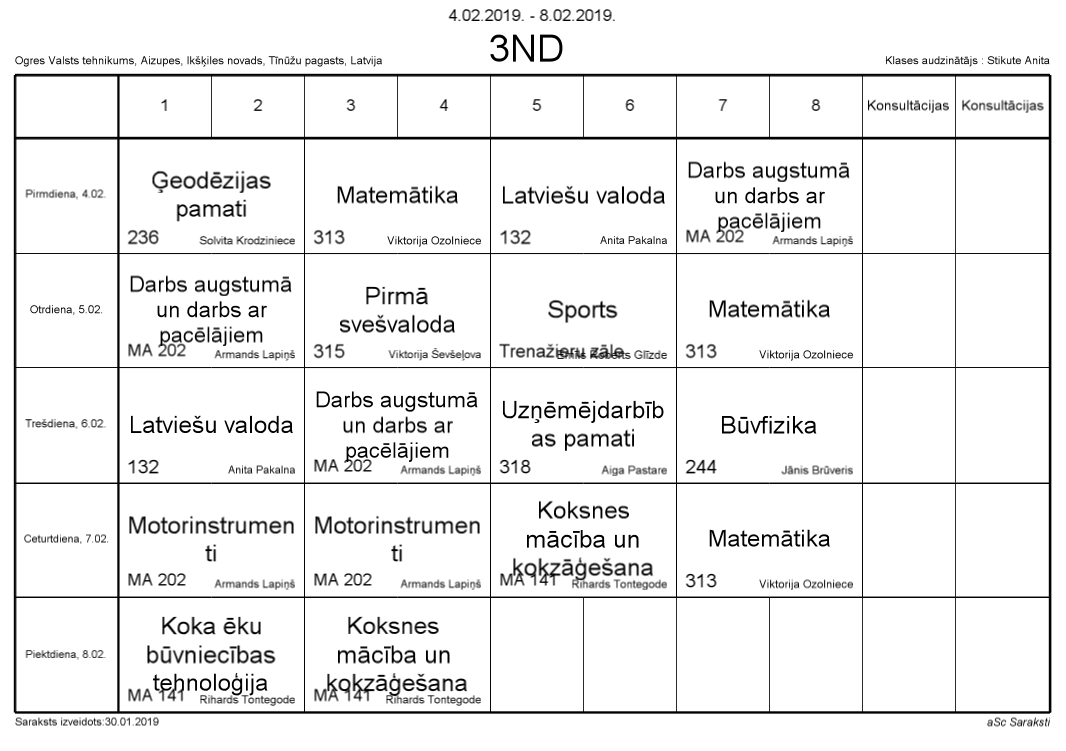 4.02.2019. - 8.02.2019.
3ND
Ogres Valsts tehnikums, Aizupes, Ikšķiles novads, Tīnūžu pagasts, Latvija
Klases audzinātājs : Stikute Anita
1 2 3 4 5 6 7 8 Konsultācijas Konsultācijas
Pirmdiena, 4.02.
Ģeodēzijas
pamati
236 Solvita Krodziniece
Matemātika
313 Viktorija Ozolniece
Latviešu valoda
132 Anita Pakalna
Darbs augstumā
un darbs ar
pacēlājiem
MA 202 Armands Lapiņš
Otrdiena, 5.02.
Darbs augstumā
un darbs ar
pacēlājiem
MA 202 Armands Lapiņš
Pirmā
svešvaloda
315 Viktorija Ševšeļova
Sports
Trenažieru zāle Emils Roberts Glīzde
Matemātika
313 Viktorija Ozolniece
Trešdiena, 6.02.
Latviešu valoda
132 Anita Pakalna
Darbs augstumā
un darbs ar
pacēlājiem
MA 202 Armands Lapiņš
Uzņēmējdarbīb
as pamati
318 Aiga Pastare
Būvfizika
244 Jānis Brūveris
Ceturtdiena, 7.02.
Motorinstrumen
ti
MA 202 Armands Lapiņš
Motorinstrumen
ti
MA 202 Armands Lapiņš
Koksnes
mācība un
kokzāģešana
MA 141 Rihards Tontegode
Matemātika
313 Viktorija Ozolniece
Piektdiena, 8.02.
Koka ēku
būvniecības
tehnoloģija
MA 141 Rihards Tontegode
Koksnes
mācība un
kokzāģešana
MA 141 Rihards Tontegode
Saraksts izveidots:30.01.2019
aSc Saraksti